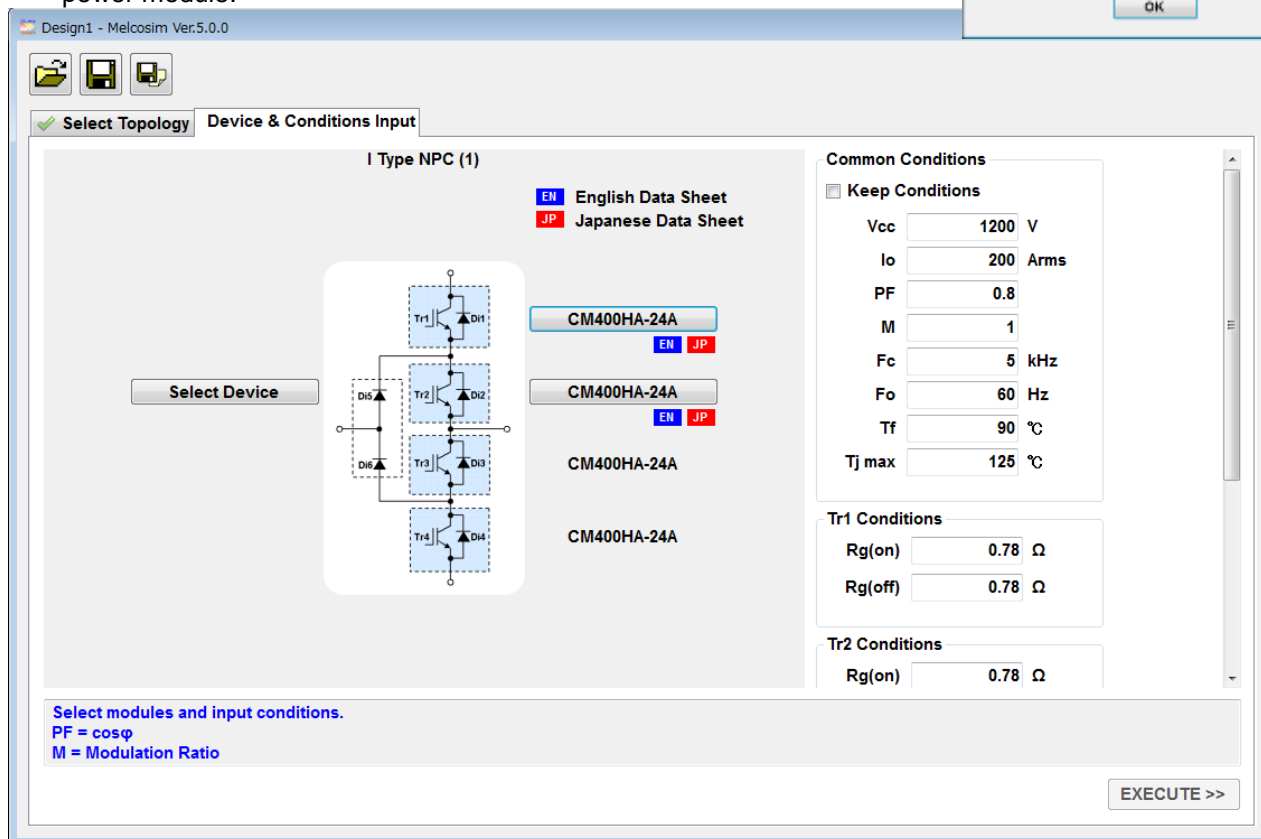 power module.
OK
Design1 - Melcosim Ver.5.0.0
Select Topology Device & Conditions Input
I Type NPC (1)
EN English Data Sheet
JP Japanese Data Sheet
Tr1 Di1 CM400HA-24A
EN JP
Select Device Di5 Tr2 Di2 CM400HA-24A
EN JP
Di6 Tr3 Di3 CM400HA-24A
Tr4 Di4 CM400HA-24A
Common Conditions
Keep Conditions
Vcc 1200 V
Io 200 Arms
PF 0.8
M 1
Fc 5 kHz
Fo 60 Hz
Tf 90 ℃
Tj max 125 ℃
Tr1 Conditions
Rg(on) 0.78 Ω
Rg(off) 0.78 Ω
Tr2 Conditions
Rg(on) 0.78 Ω
Select modules and input conditions.
PF = cosφ
M = Modulation Ratio
EXECUTE >>